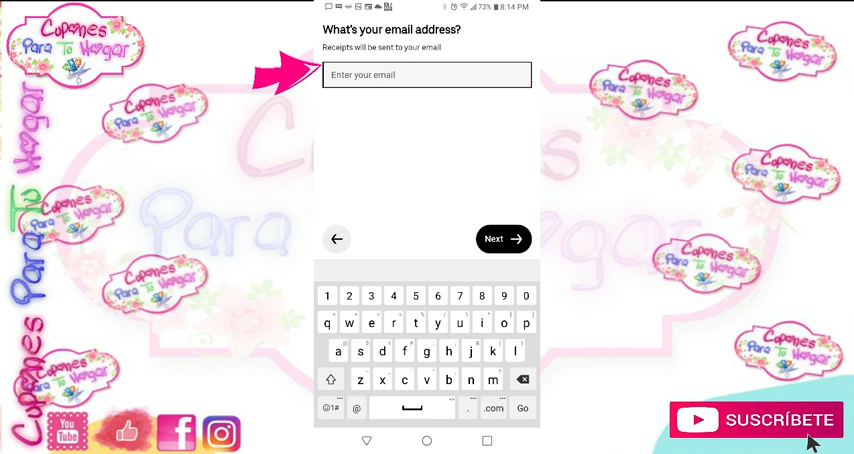 Cupones
Para Tu Hogar
Cupones Para Tu Hogar
73% 8:14 PM
What's your email address?
Receipts will be sent to your email
Enter your email
Next
1 2 3 4 5 6 7 8 9 0
q w e r t y u i o p
a s d f g h j k l
z x c v b n m
1# @ . .com Go
Cupones
Para Tu Hogar
Cupones
Para Tu Hogar
Cupones
Para Tu Hogar
Cupones
Para Tu Hogar
Cupones
Para Tu Hogar
Cupones
Para Tu Hogar
Cupones
Para Tu Hogar
Cupones
Para Tu Hogar
Cupones
Para Tu Hogar
You
Tube
SUSCRÍBETE